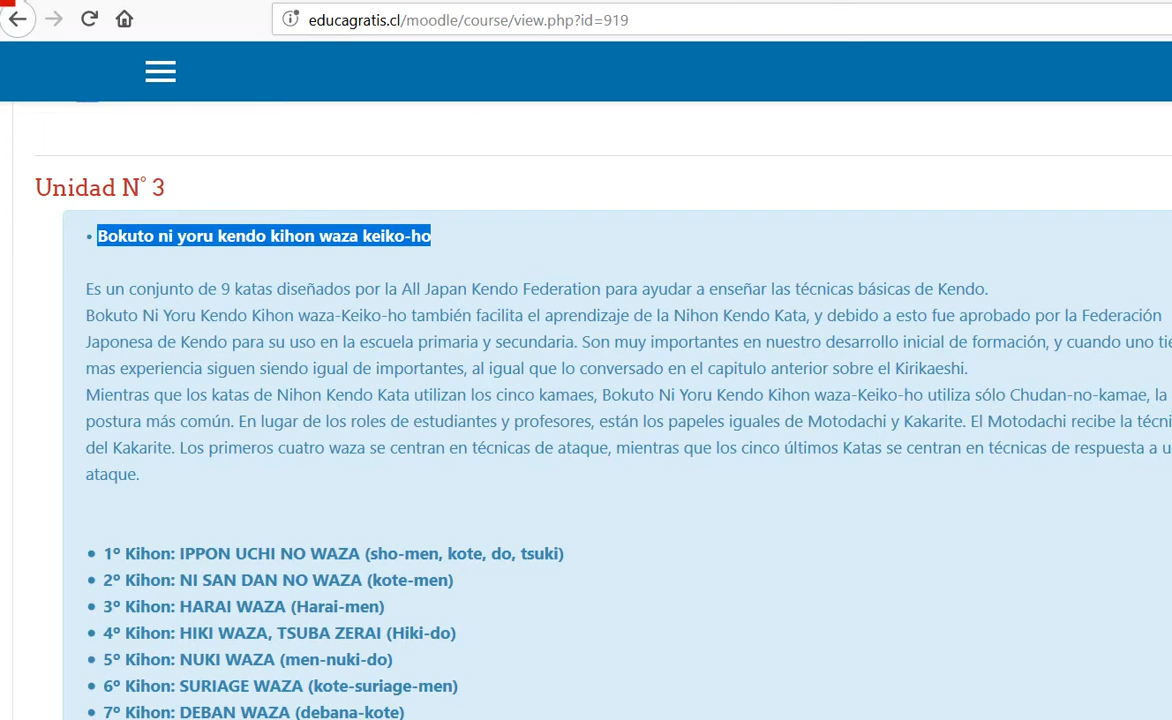 educagratis.cl/moodle/course/view.php?id=919
Unidad N° 3
• Bokuto ni yoru kendo kihon waza keiko-ho
Es un conjunto de 9 katas diseñados por la All Japan Kendo Federation para ayudar a enseñar las técnicas básicas de Kendo.
Bokuto Ni Yoru Kendo Kihon waza-Keiko-ho también facilita el aprendizaje de la Nihon Kendo Kata, y debido a esto fue aprobado por la Federación
Japonesa de Kendo para su uso en la escuela primaria y secundaria. Son muy importantes en nuestro desarrollo inicial de formación, y cuando uno
mas experiencia siguen siendo igual de importantes, al igual que lo conversado en el capitulo anterior sobre el Kirikaeshi.
Mientras que los katas de Nihon Kendo Kata utilizan los cinco kamaes, Bokuto Ni Yoru Kendo Kihon waza-Keiko-ho utiliza sólo Chudan-no-kamae, la
postura más común. En lugar de los roles de estudiantes y profesores, están los papeles iguales de Motodachi y Kakarite. El Motodachi recibe la
del Kakarite. Los primeros cuatro waza se centran en técnicas de ataque, mientras que los cinco últimos Katas se centran en técnicas de respuesta a
ataque.
• 1º Kihon: IPPON UCHI NO WAZA (sho-men, kote, do, tsuki)
• 2º Kihon: NI SAN DAN NO WAZA (kote-men)
• 3º Kihon: HARAI WAZA (Harai-men)
• 4º Kihon: HIKI WAZA, TSUBA ZERAI (Hiki-do)
• 5º Kihon: NUKI WAZA (men-nuki-do)
• 6º Kihon: SURIAGE WAZA (kote-suriage-men)
• 7º Kihon: DEBAN WAZA (debana-kote)